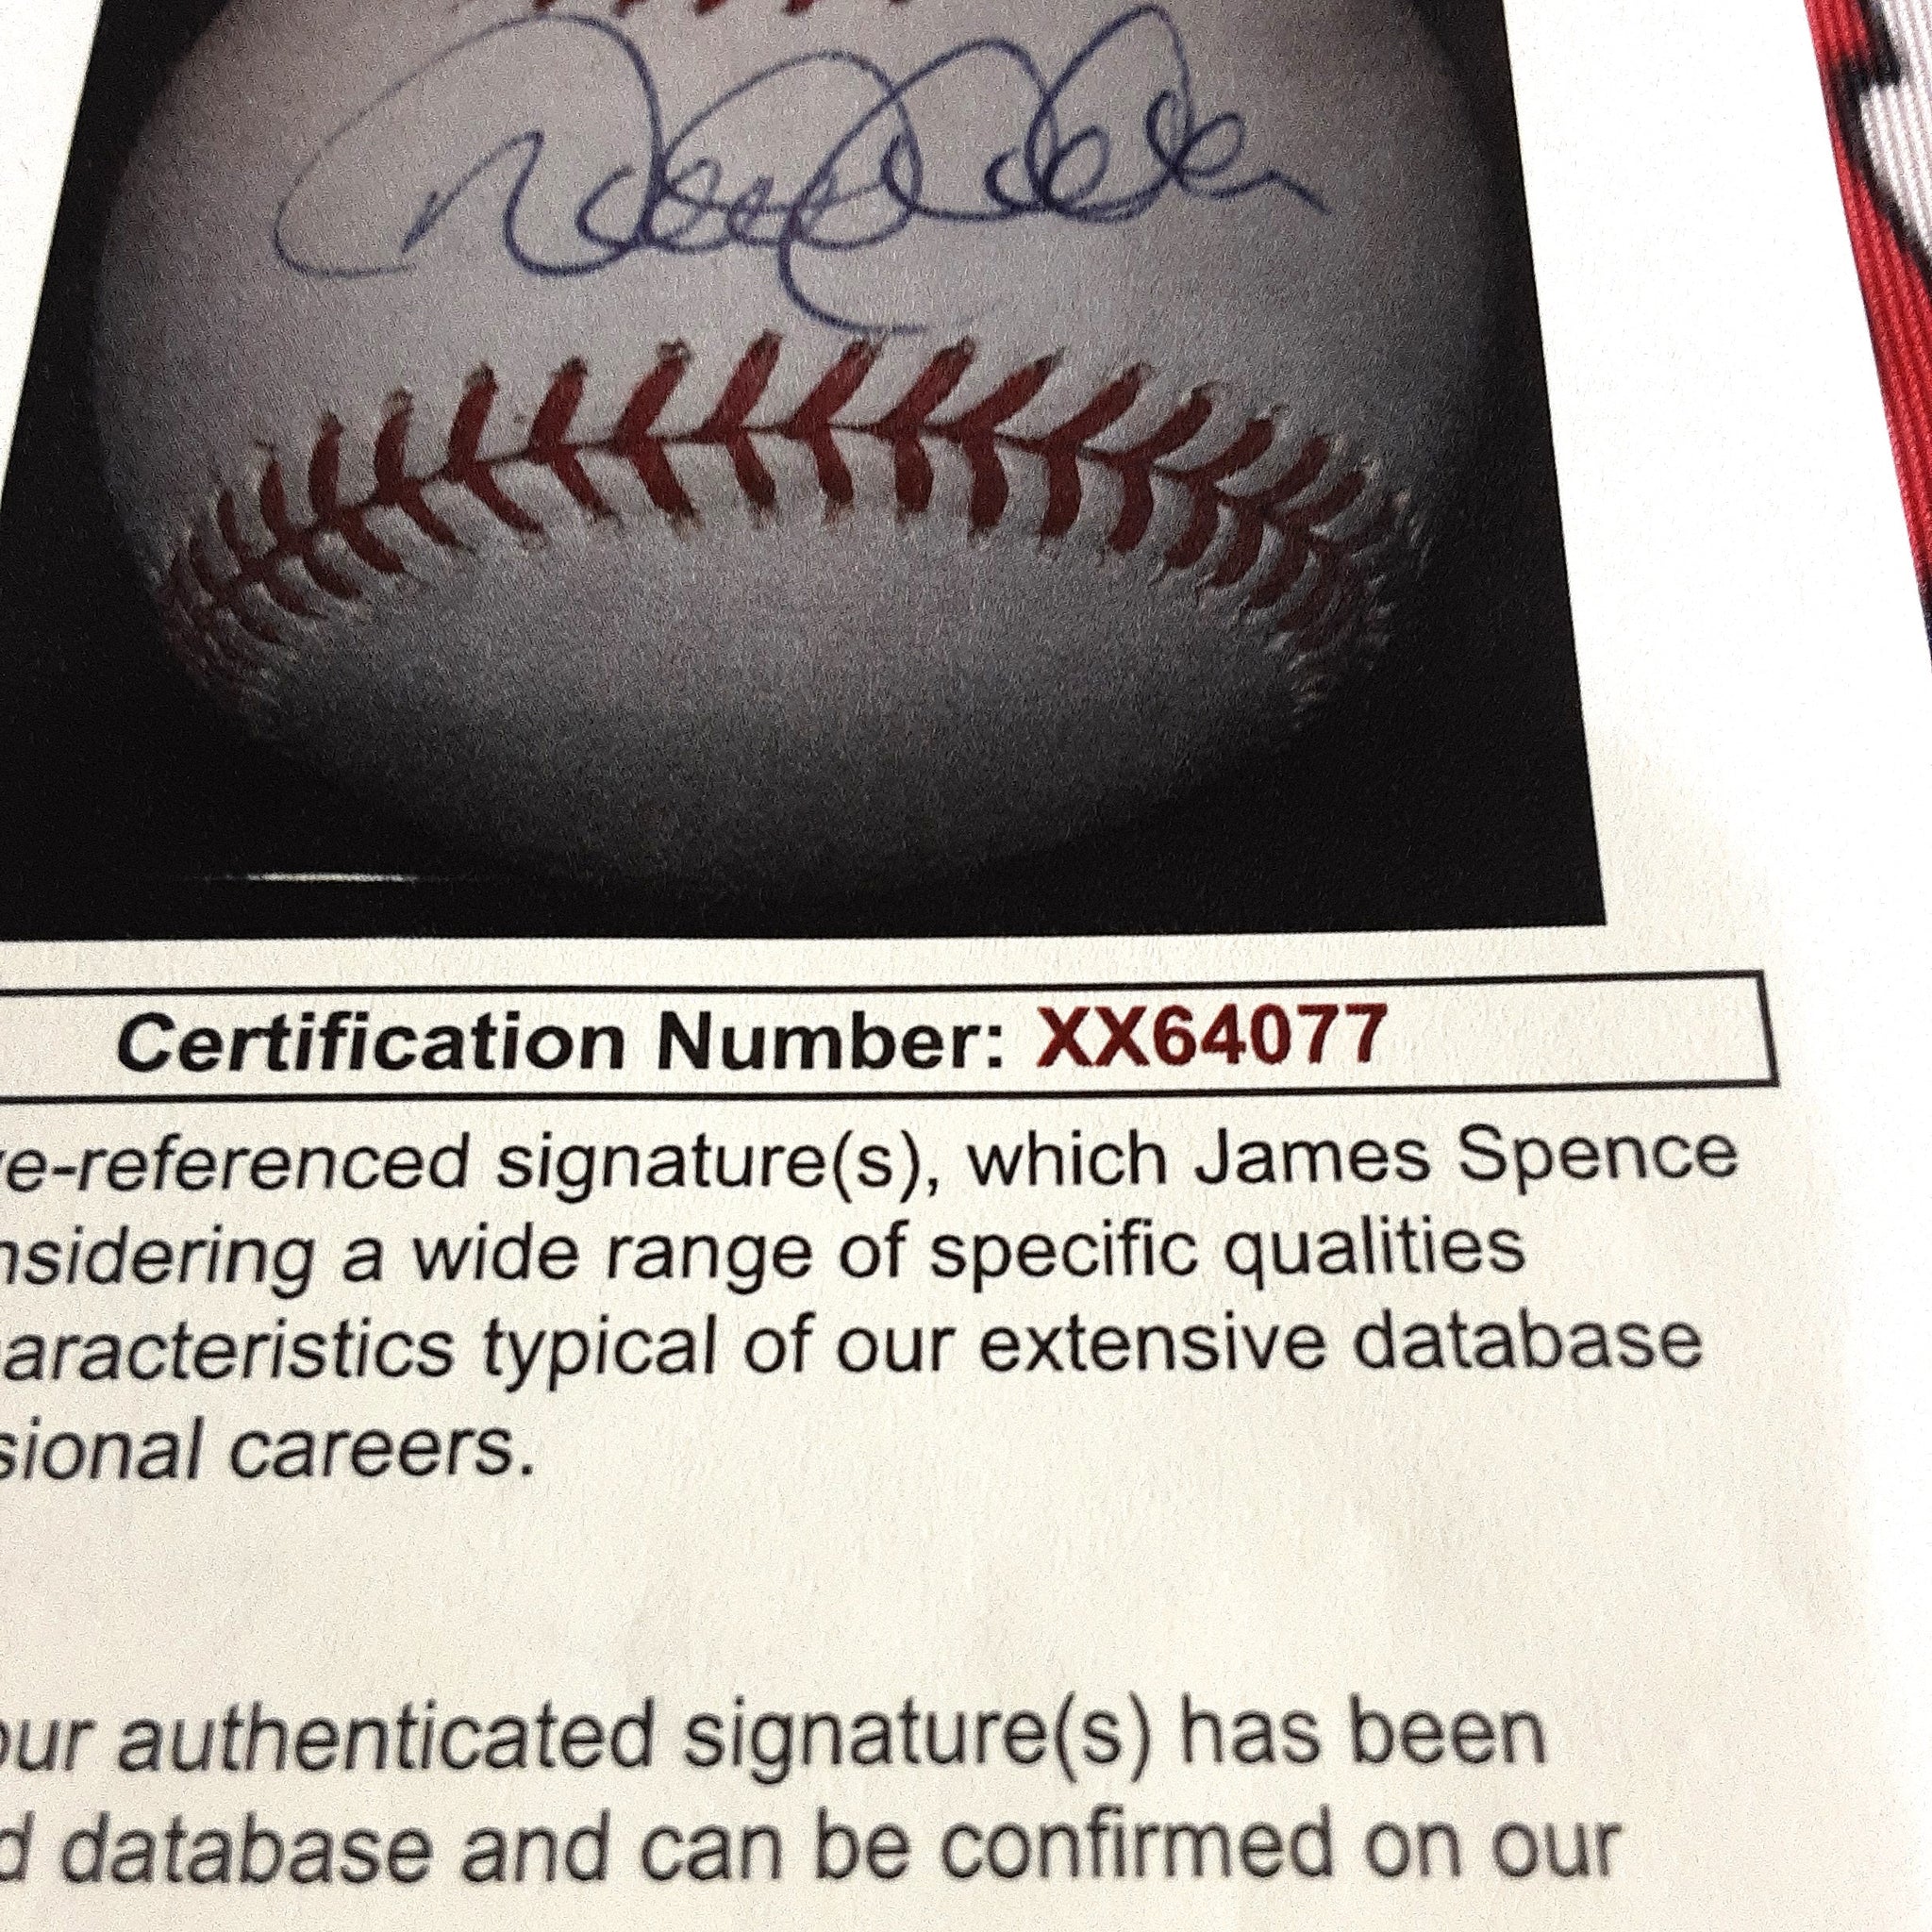 Certification Number: XX64077
e-referenced signature(s), which James Spence
nsidering a wide range of specific qualities
aracteristics typical of our extensive database
sional careers.
our authenticated signature(s) has been
d database and can be confirmed on our